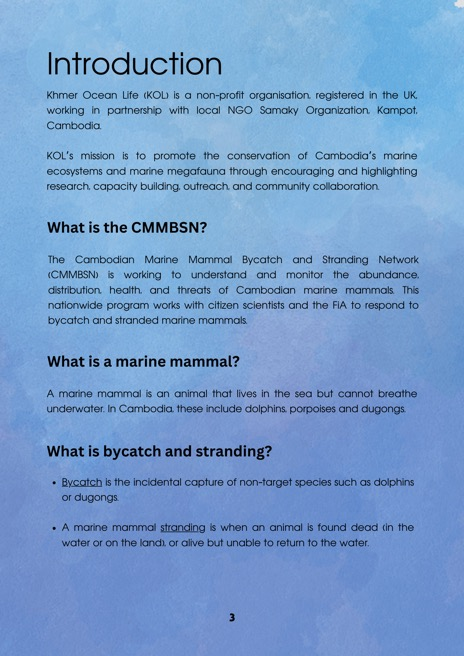 Introduction
Khmer Ocean Life (KOL) is a non-profit organisation, registered in the UK,
working in partnership with local NGO Samaky Organization, Kampot,
Cambodia.
KOL's mission is to promote the conservation of Cambodia's marine
ecosystems and marine megafauna through encouraging and highlighting
research, capacity building, outreach, and community collaboration.
What is the CMMBSN?
The Cambodian Marine Mammal Bycatch and Stranding Network
(CMMBSN) is working to understand and monitor the abundance,
distribution, health, and threats of Cambodian marine mammals. This
nationwide program works with citizen scientists and the FiA to respond to
bycatch and stranded marine mammals.
What is a marine mammal?
A marine mammal is an animal that lives in the sea but cannot breathe
underwater. In Cambodia, these include dolphins, porpoises and dugongs.
What is bycatch and stranding?
• Bycatch is the incidental capture of non-target species such as dolphins
or dugongs.
• A marine mammal stranding is when an animal is found dead (in the
water or on the land), or alive but unable to return to the water.
3